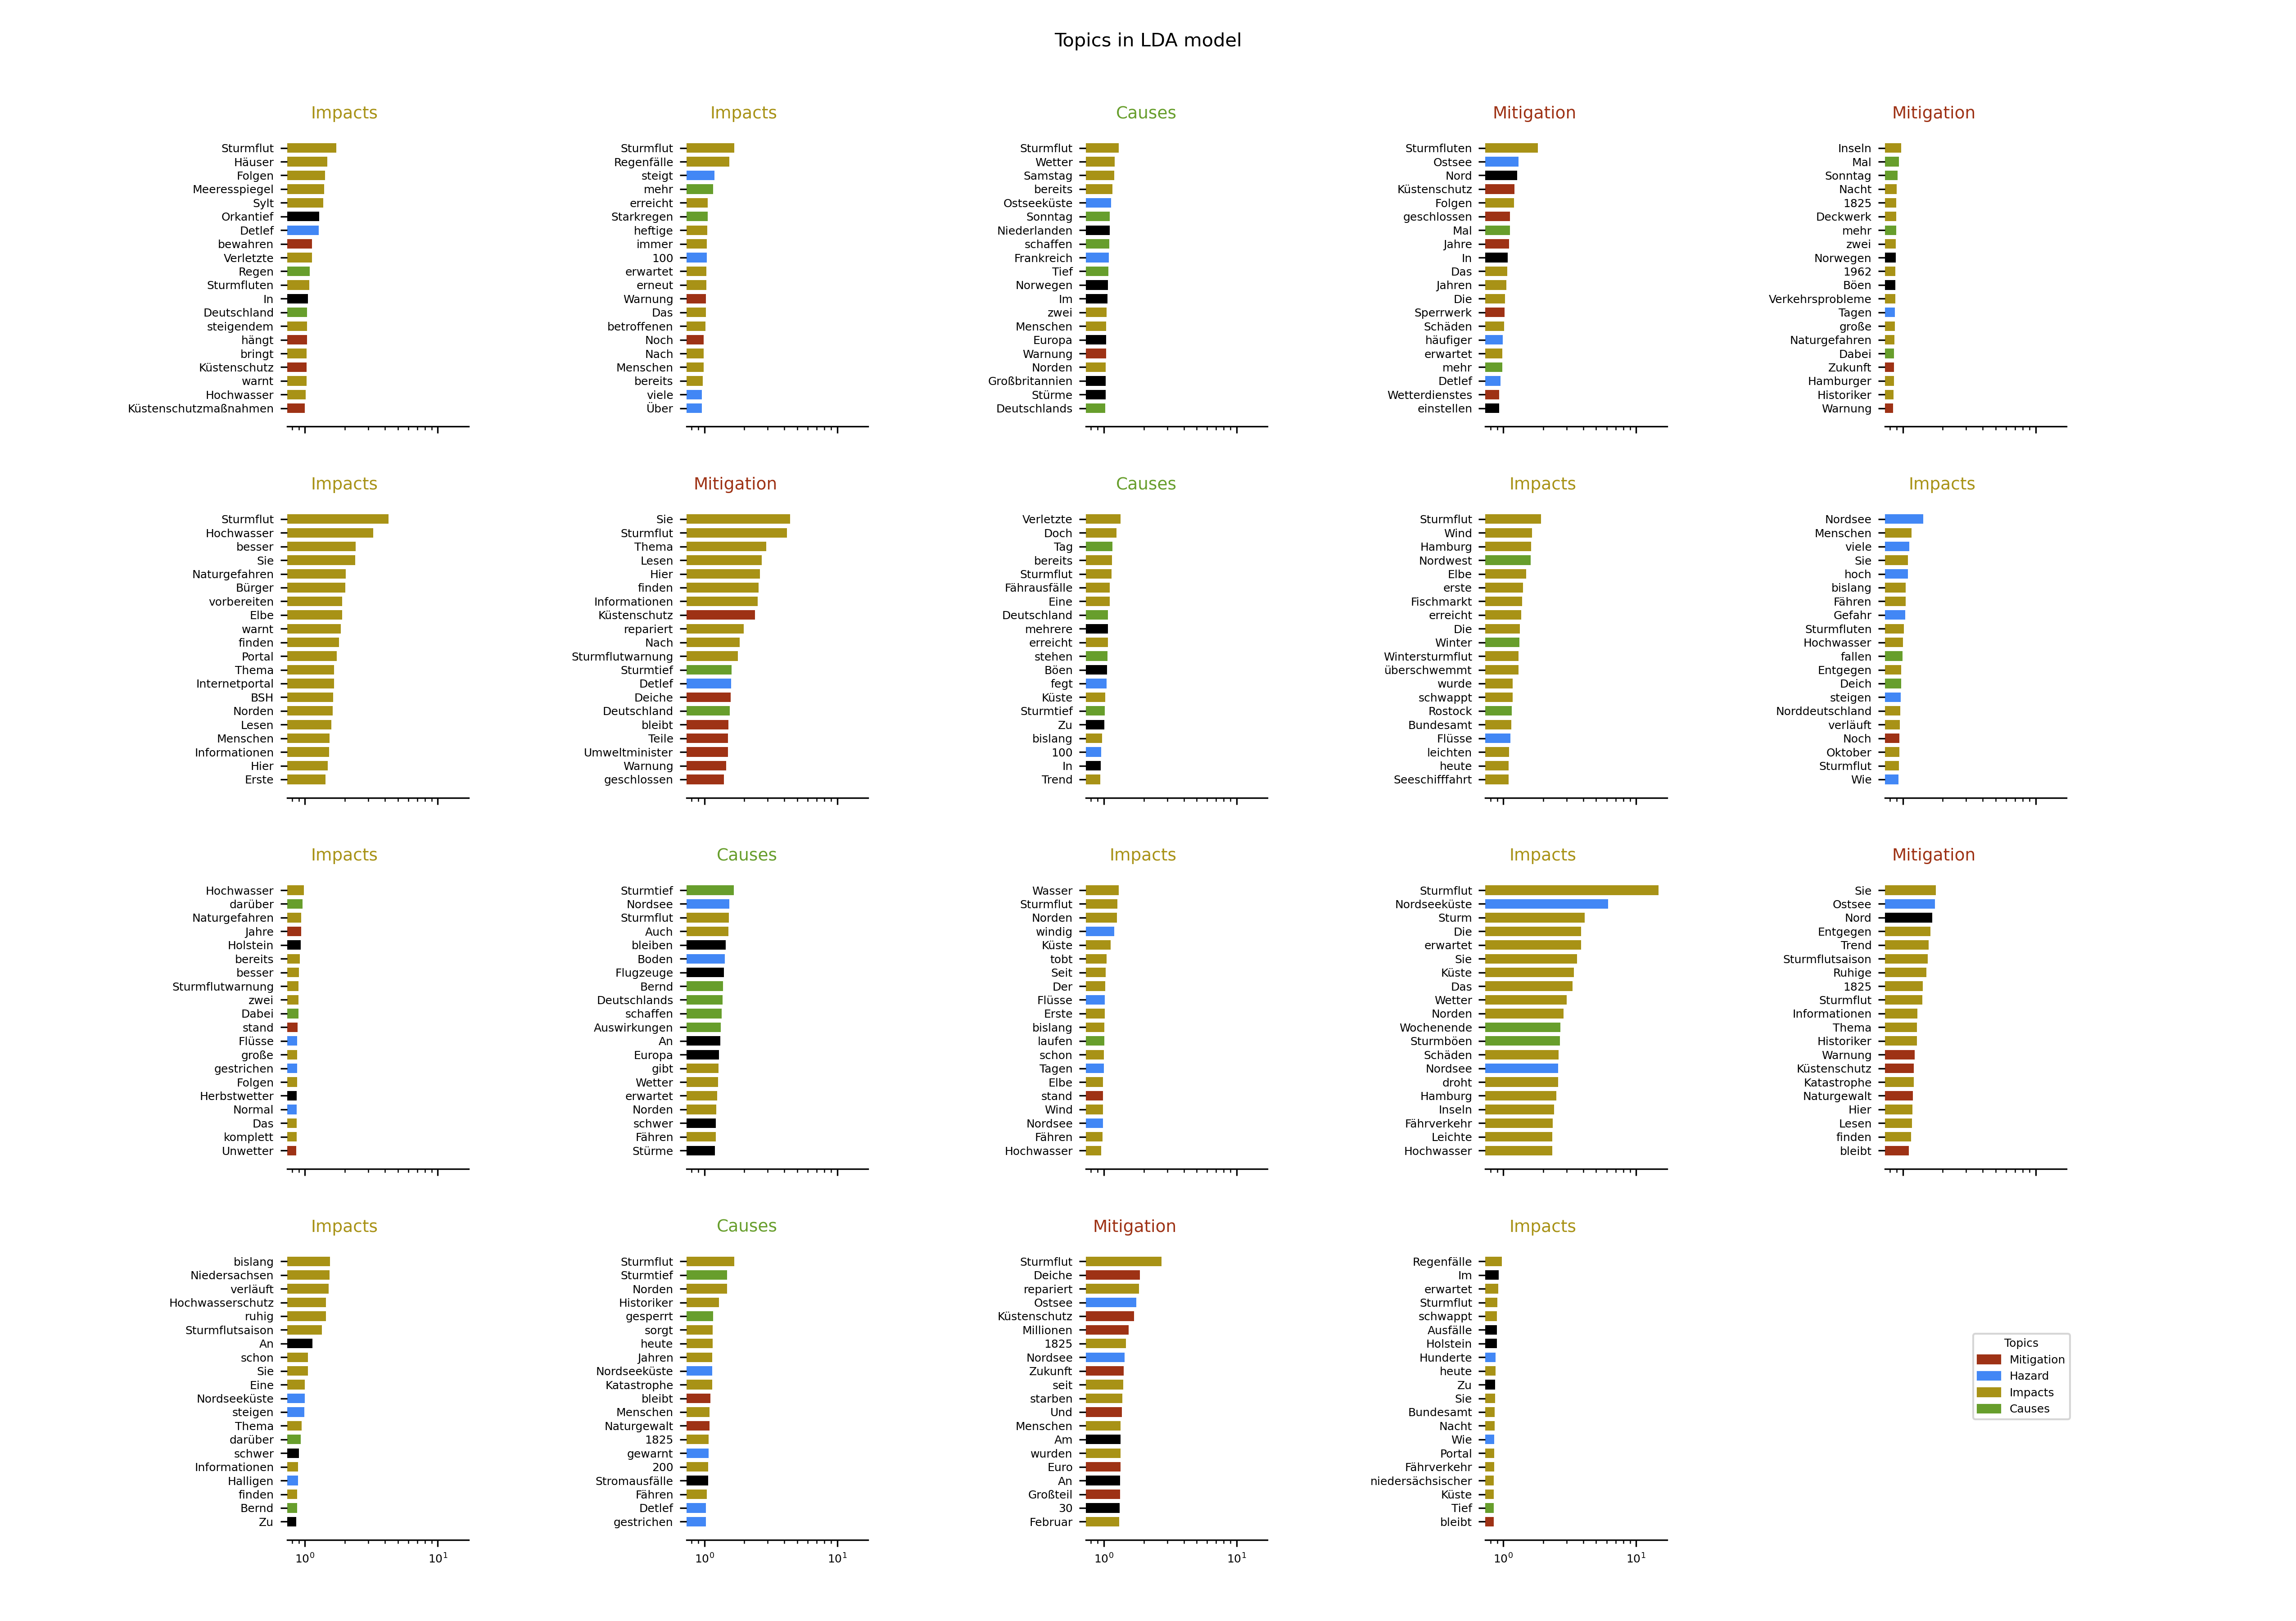 Topics in LDA model
Impacts
Sturmflut
Häuser
Folgen
Meeresspiegel
Sylt
Orkantief
Detlef
bewahren
Verletzte
Regen
Sturmfluten
In
Deutschland
steigendem
hängt
bringt
Küstenschutz
warnt
Hochwasser
Küstenschutzmaßnahmen
Impacts
Sturmflut
Regenfälle
steigt
mehr
erreicht
Starkregen
heftige
immer
100
erwartet
erneut
Warnung
Das
betroffenen
Noch
Nach
Menschen
bereits
viele
Über
Causes
Sturmflut
Wetter
Samstag
bereits
Ostseeküste
Sonntag
Niederlanden
schaffen
Frankreich
Tief
Norwegen
Im
zwei
Menschen
Europa
Warnung
Norden
Großbritannien
Stürme
Deutschlands
Mitigation
Sturmfluten
Ostsee
Nord
Küstenschutz
Folgen
geschlossen
Mal
Jahre
In
Das
Jahren
Die
Sperrwerk
Schäden
häufiger
erwartet
mehr
Detlef
Wetterdienstes
einstellen
Mitigation
Inseln
Mal
Sonntag
Nacht
1825
Deckwerk
mehr
zwei
Norwegen
1962
Böen
Verkehrsprobleme
Tagen
große
Naturgefahren
Dabei
Zukunft
Hamburger
Historiker
Warnung
Impacts
Sturmflut
Hochwasser
besser
Sie
Naturgefahren
Bürger
vorbereiten
Elbe
warnt
finden
Portal
Thema
Internetportal
BSH
Norden
Lesen
Menschen
Informationen
Hier
Erste
Mitigation
Sie
Sturmflut
Thema
Lesen
Hier
finden
Informationen
Küstenschutz
repariert
Nach
Sturmflutwarnung
Sturmtief
Detlef
Deiche
Deutschland
bleibt
Teile
Umweltminister
Warnung
geschlossen
Causes
Verletzte
Doch
Tag
bereits
Sturmflut
Fährausfälle
Eine
Deutschland
mehrere
erreicht
stehen
Böen
fegt
Küste
Sturmtief
Zu
bislang
100
In
Trend
Impacts
Sturmflut
Wind
Hamburg
Nordwest
Elbe
erste
Fischmarkt
erreicht
Die
Winter
Wintersturmflut
überschwemmt
wurde
schwappt
Rostock
Bundesamt
Flüsse
leichten
heute
Seeschifffahrt
Impacts
Nordsee
Menschen
viele
Sie
hoch
bislang
Fähren
Gefahr
Sturmfluten
Hochwasser
fallen
Entgegen
Deich
steigen
Norddeutschland
verläuft
Noch
Oktober
Sturmflut
Wie
Impacts
Hochwasser
darüber
Naturgefahren
Jahre
Holstein
bereits
besser
Sturmflutwarnung
zwei
Dabei
stand
Flüsse
große
gestrichen
Folgen
Herbstwetter
Normal
Das
komplett
Unwetter
Causes
Sturmtief
Nordsee
Sturmflut
Auch
bleiben
Boden
Flugzeuge
Bernd
Deutschlands
schaffen
Auswirkungen
An
Europa
gibt
Wetter
erwartet
Norden
schwer
Fähren
Stürme
Impacts
Wasser
Sturmflut
Norden
windig
Küste
tobt
Seit
Der
Flüsse
Erste
bislang
laufen
schon
Tagen
Elbe
stand
Wind
Nordsee
Fähren
Hochwasser
Impacts
Sturmflut
Nordseeküste
Sturm
Die
erwartet
Sie
Küste
Das
Wetter
Norden
Wochenende
Sturmböen
Schäden
Nordsee
droht
Hamburg
Inseln
Fährverkehr
Leichte
Hochwasser
Mitigation
Sie
Ostsee
Nord
Entgegen
Trend
Sturmflutsaison
Ruhige
1825
Sturmflut
Informationen
Thema
Historiker
Warnung
Küstenschutz
Katastrophe
Naturgewalt
Hier
Lesen
finden
bleibt
Impacts
bislang
Niedersachsen
verläuft
Hochwasserschutz
ruhig
Sturmflutsaison
An
schon
Sie
Eine
Nordseeküste
steigen
Thema
darüber
schwer
Informationen
Halligen
finden
Bernd
Zu
10⁰ 10¹
Causes
Sturmflut
Sturmtief
Norden
Historiker
gesperrt
sorgt
heute
Jahren
Nordseeküste
Katastrophe
bleibt
Menschen
Naturgewalt
1825
gewarnt
200
Stromausfälle
Fähren
Detlef
gestrichen
10⁰ 10¹
Mitigation
Sturmflut
Deiche
repariert
Ostsee
Küstenschutz
Millionen
1825
Nordsee
Zukunft
seit
starben
Und
Menschen
Am
wurden
Euro
An
Großteil
30
Februar
10⁰ 10¹
Impacts
Regenfälle
Im
erwartet
Sturmflut
schwappt
Ausfälle
Holstein
Hunderte
heute
Zu
Sie
Bundesamt
Nacht
Wie
Portal
Fährverkehr
niedersächsischer
Küste
Tief
bleibt
10⁰ 10¹
Topics
Mitigation
Hazard
Impacts
Causes